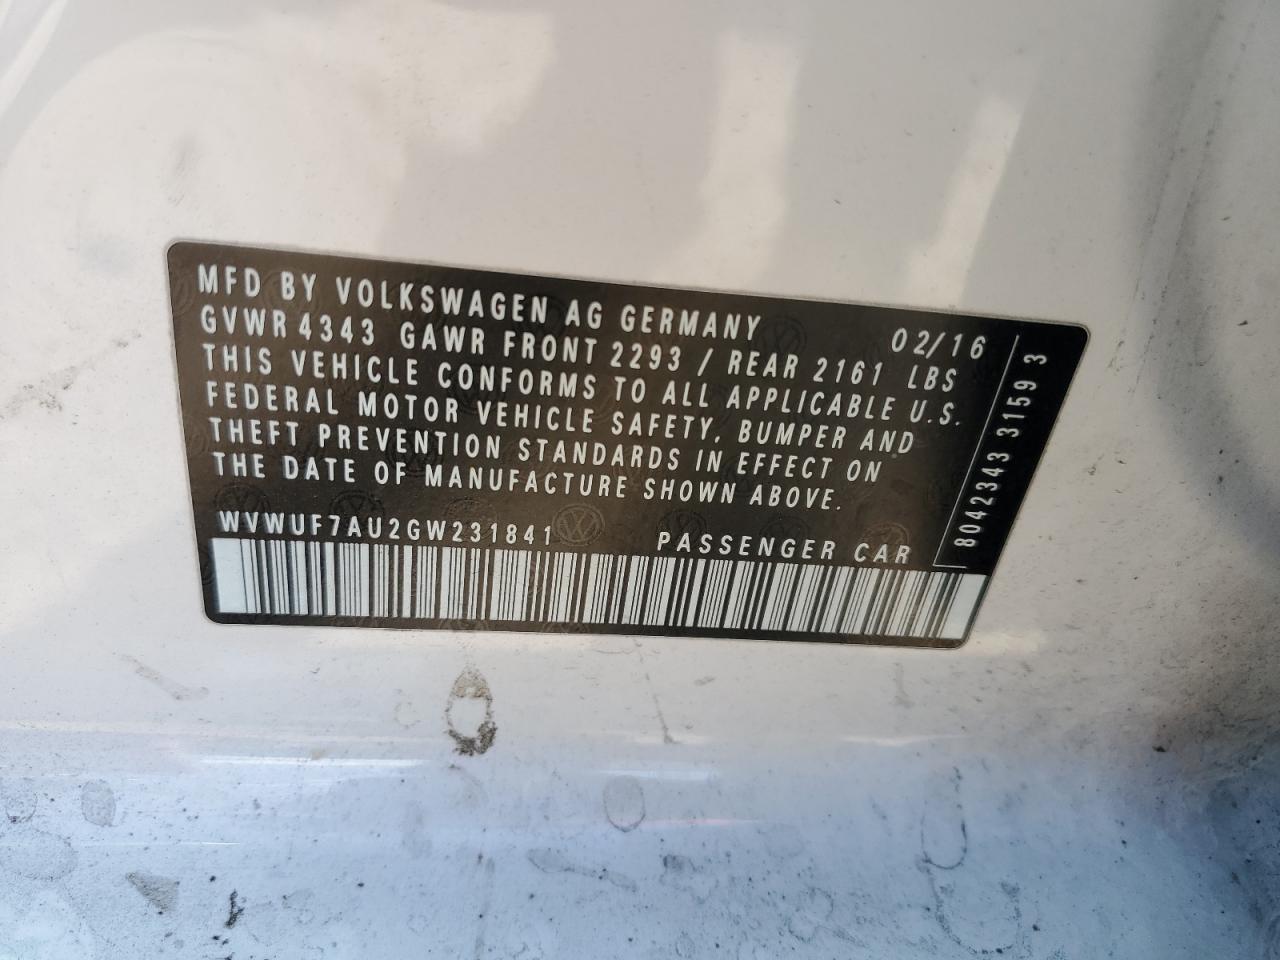 MFD BY VOLKSWAGEN AG GERMANY 02/16
GVWR 4343 GAWR FRONT 2293 / REAR 2161 LBS
THIS VEHICLE CONFORMS TO ALL APPLICABLE U.S.
FEDERAL MOTOR VEHICLE SAFETY, BUMPER AND
THEFT PREVENTION STANDARDS IN EFFECT ON
THE DATE OF MANUFACTURE SHOWN ABOVE.
WVWUF7AU2GW231841 PASSENGER CAR
8042343 3159 3